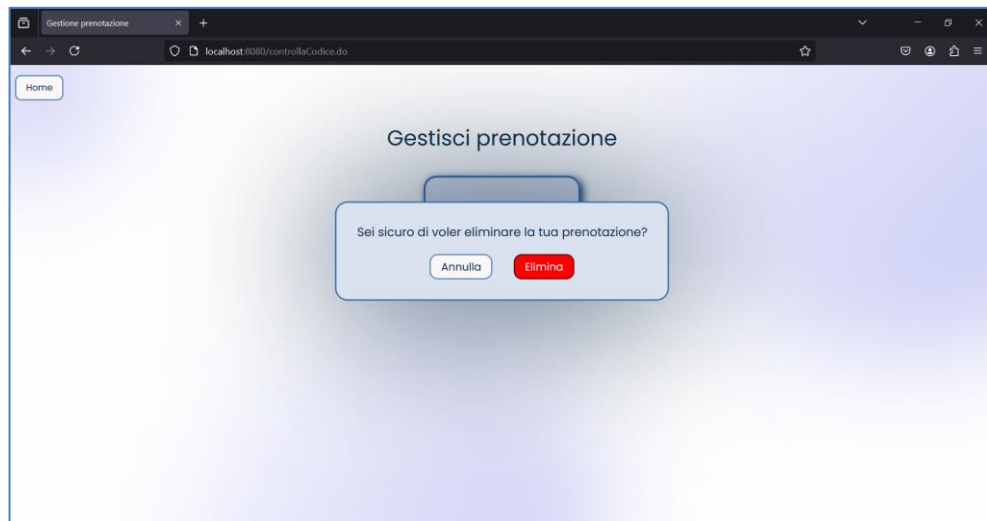 Gestione prenotazione
localhost:8080/controllaCodice.do
Home
Gestisci prenotazione
Sei sicuro di voler eliminare la tua prenotazione?
Annulla
Elimina